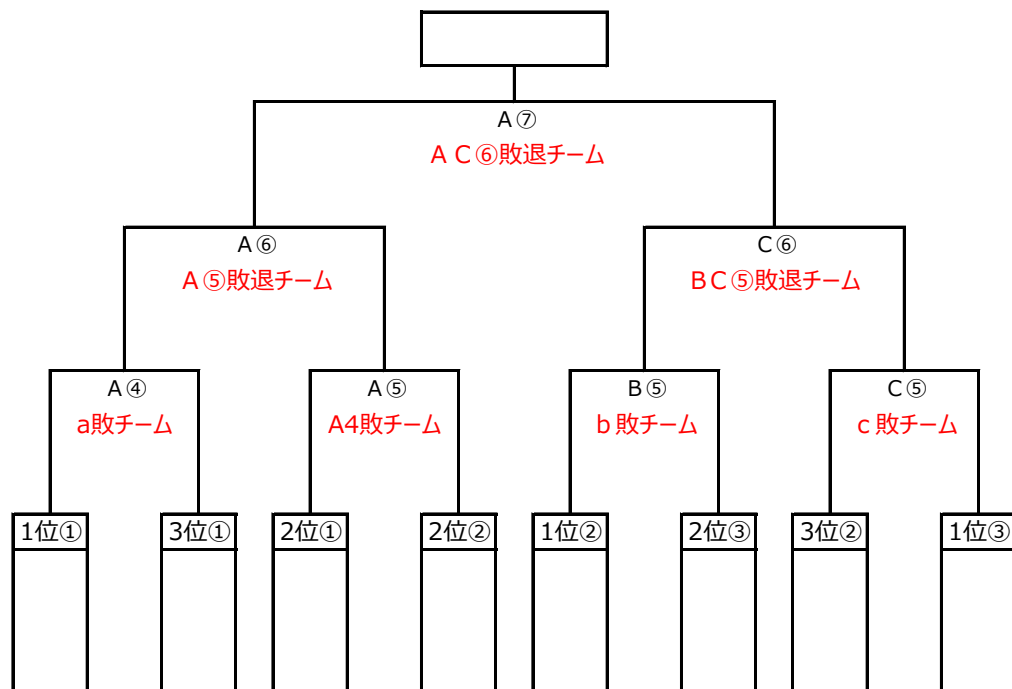 A⑦
AC⑥敗退チーム
A⑥
C⑥
A⑤敗退チーム
BC⑤敗退チーム
A④
A⑤
B⑤
C⑤
a敗チーム
A4敗チーム
b敗チーム
c敗チーム
1位①
3位①
2位①
2位②
1位②
2位③
3位②
1位③